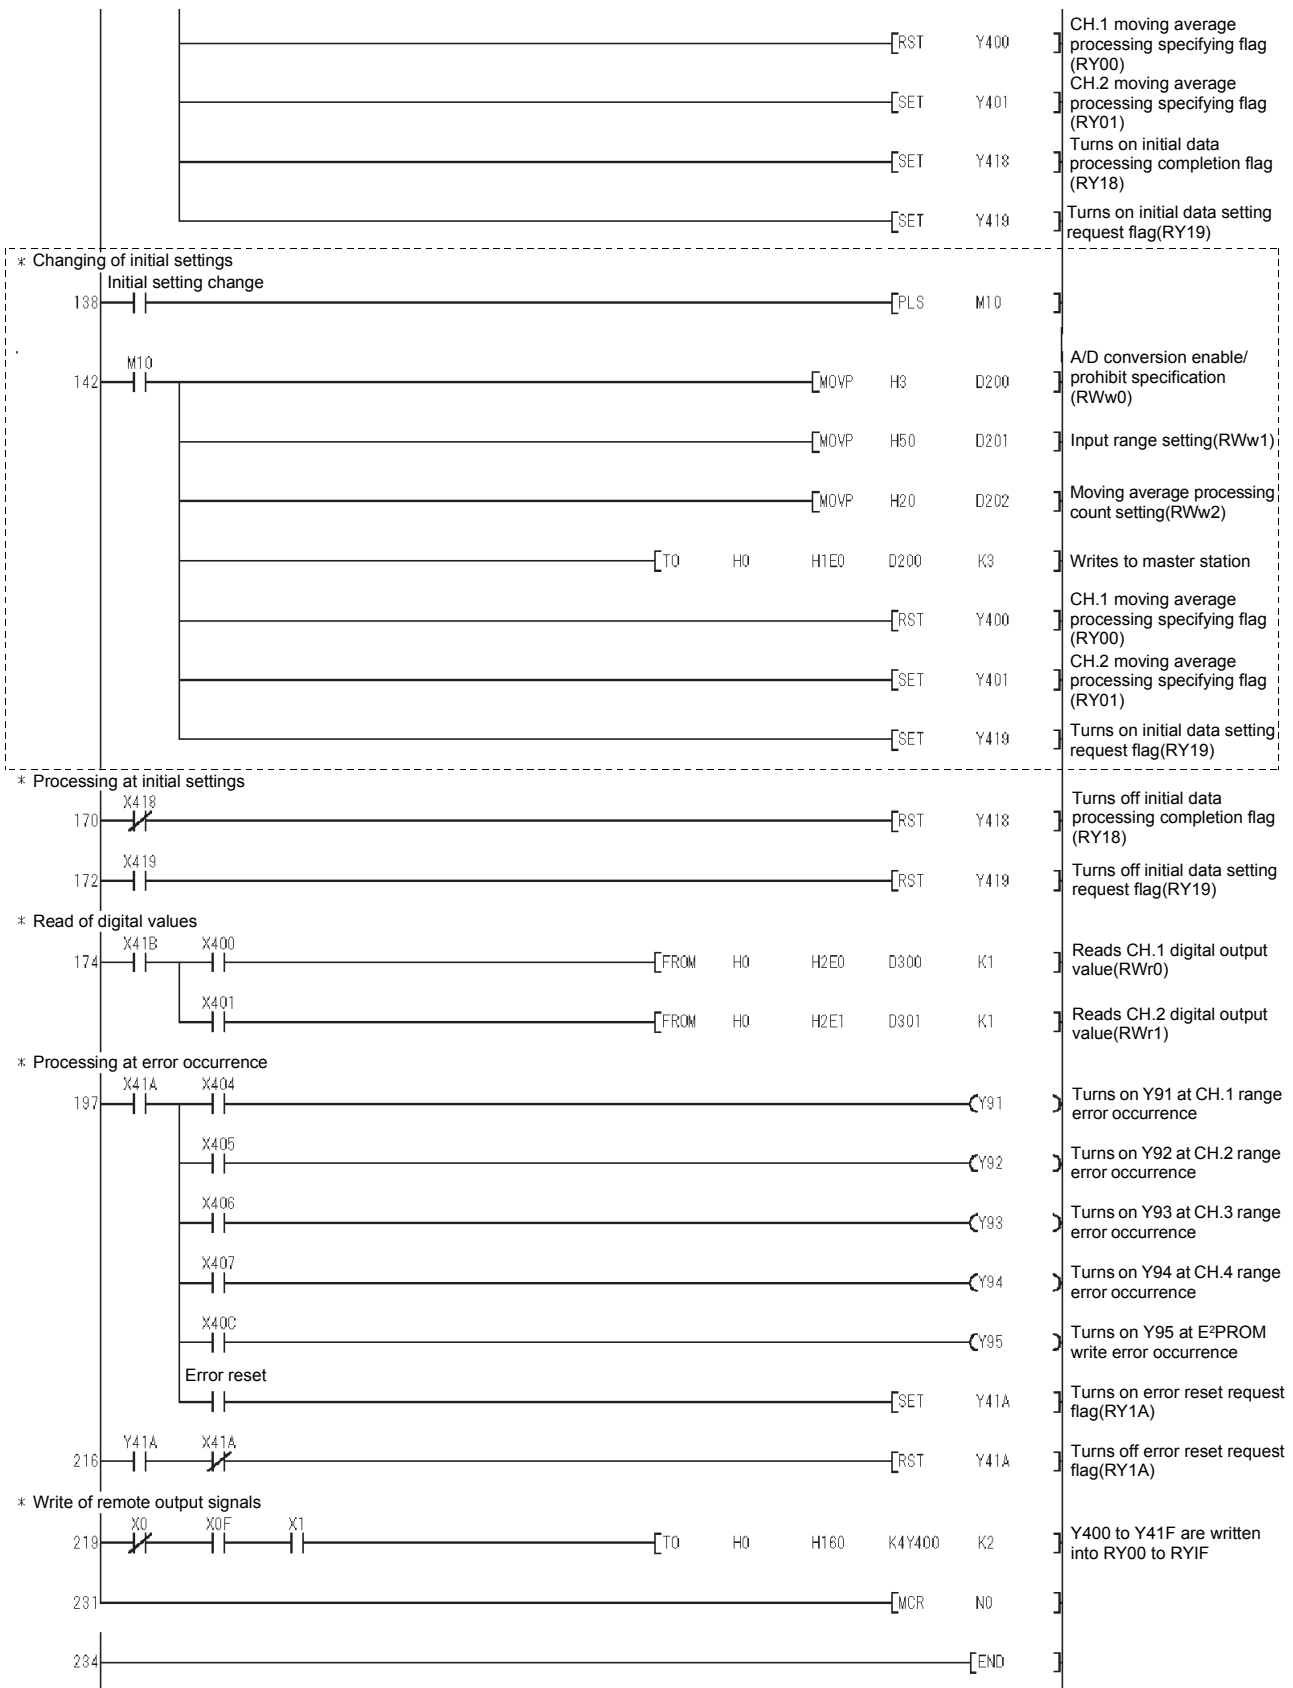 CH.1 moving average
RST Y400 processing specifying flag
(RY00)
CH.2 moving average
SET Y401 processing specifying flag
(RY01)
Turns on initial data
SET Y418 processing completion flag
(RY18)
SET Y419 Turns on initial data setting
request flag(RY19)
* Changing of initial settings
Initial setting change
138 PLS M10
M10
142 MOVP H3 D200 A/D conversion enable/
prohibit specification
(RWw0)
MOVP H50 D201 Input range setting(RWw1)
MOVP H20 D202 Moving average processing
count setting(RWw2)
TO H0 H1E0 D200 K3 Writes to master station
CH.1 moving average
RST Y400 processing specifying flag
(RY00)
CH.2 moving average
SET Y401 processing specifying flag
(RY01)
SET Y419 Turns on initial data setting
request flag(RY19)
* Processing at initial settings
X418
170 RST Y418 Turns off initial data
processing completion flag
(RY18)
X419
172 RST Y419 Turns off initial data setting
request flag(RY19)
* Read of digital values
X41B X400
174 FROM H0 H2E0 D300 K1 Reads CH.1 digital output
value(RWr0)
X401
FROM H0 H2E1 D301 K1 Reads CH.2 digital output
value(RWr1)
* Processing at error occurrence
X41A X404
197 Y91 Turns on Y91 at CH.1 range
error occurrence
X405
Y92 Turns on Y92 at CH.2 range
error occurrence
X406
Y93 Turns on Y93 at CH.3 range
error occurrence
X407
Y94 Turns on Y94 at CH.4 range
error occurrence
X40C
Y95 Turns on Y95 at E²PROM
write error occurrence
Error reset
SET Y41A Turns on error reset request
flag(RY1A)
Y41A X41A
216 RST Y41A Turns off error reset request
flag(RY1A)
* Write of remote output signals
X0 X0F X1
219 TO H0 H160 K4Y400 K2 Y400 to Y41F are written
into RY00 to RYIF
231 MCR N0
234 END